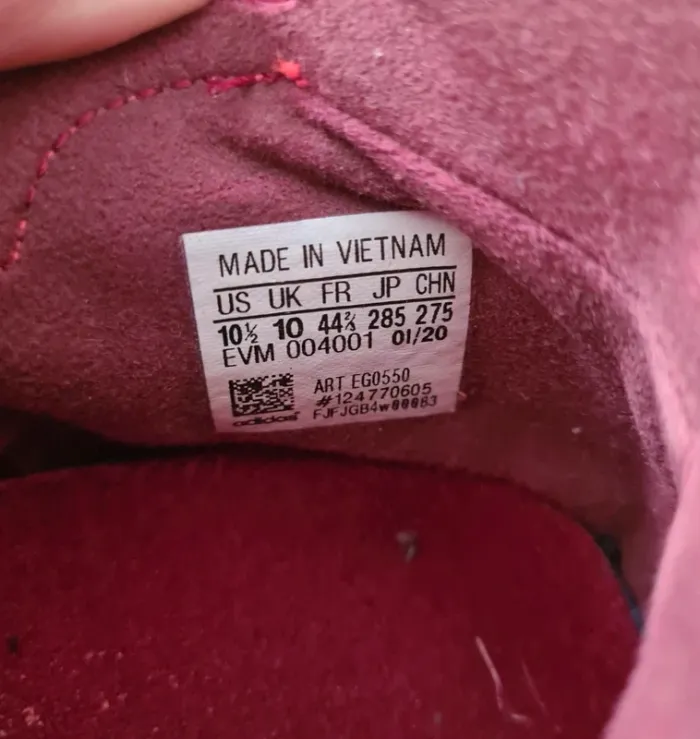 MADE IN VIETNAM
US UK FR JP CHN
10½ 10 44⅔ 285 275
EVM 004001 01/20
ART EG0550
#124770605
FJFJGB4w00083
adidas